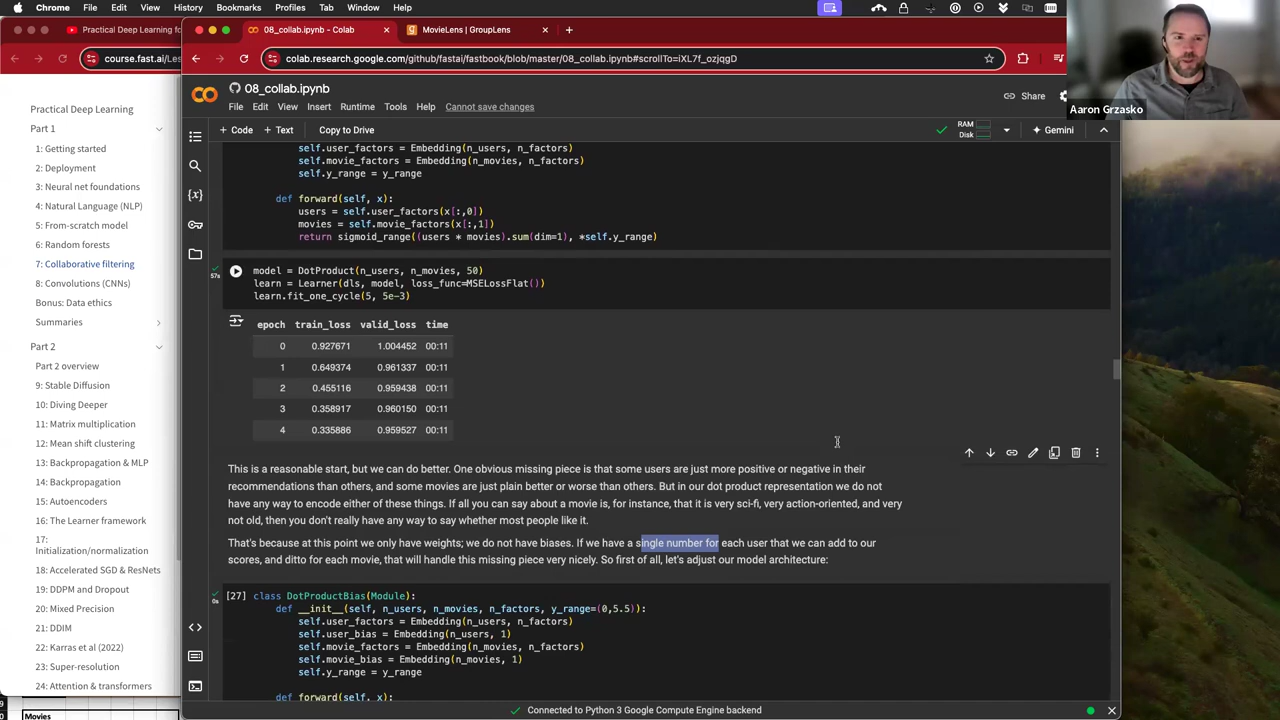 Chrome File Edit View History Bookmarks Profiles Tab Window Help
Practical Deep Learning fo
08_collab.ipynb - Colab
MovieLens | GroupLens
course.fast.ai/Les
colab.research.google.com/github/fastai/fastbook/blob/master/08_collab.ipynb#scrollTo=iXL7f_ozjqgD
Aaron Grzasko
08_collab.ipynb
File Edit View Insert Runtime Tools Help Cannot save changes
Share
+ Code + Text Copy to Drive
RAM
Disk
Gemini
Practical Deep Learning
Part 1
1: Getting started
2: Deployment
3: Neural net foundations
4: Natural Language (NLP)
5: From-scratch model
6: Random forests
7: Collaborative filtering
8: Convolutions (CNNs)
Bonus: Data ethics
Summaries
Part 2
Part 2 overview
9: Stable Diffusion
10: Diving Deeper
11: Matrix multiplication
12: Mean shift clustering
13: Backpropagation & MLP
14: Backpropagation
15: Autoencoders
16: The Learner framework
17:
Initialization/normalization
18: Accelerated SGD & ResNets
19: DDPM and Dropout
20: Mixed Precision
21: DDIM
22: Karras et al (2022)
23: Super-resolution
24: Attention & transformers
Movies
self.user_factors = Embedding(n_users, n_factors)
self.movie_factors = Embedding(n_movies, n_factors)
self.y_range = y_range
def forward(self, x):
users = self.user_factors(x[:,0])
movies = self.movie_factors(x[:,1])
return sigmoid_range((users * movies).sum(dim=1), *self.y_range)
57s
model = DotProduct(n_users, n_movies, 50)
learn = Learner(dls, model, loss_func=MSELossFlat())
learn.fit_one_cycle(5, 5e-3)
epoch train_loss valid_loss time
0 0.927671 1.004452 00:11
1 0.649374 0.961337 00:11
2 0.455116 0.959438 00:11
3 0.358917 0.960150 00:11
4 0.335886 0.959527 00:11
This is a reasonable start, but we can do better. One obvious missing piece is that some users are just more positive or negative in their
recommendations than others, and some movies are just plain better or worse than others. But in our dot product representation we do not
have any way to encode either of these things. If all you can say about a movie is, for instance, that it is very sci-fi, very action-oriented, and very
not old, then you don't really have any way to say whether most people like it.
That's because at this point we only have weights; we do not have biases. If we have a single number for each user that we can add to our
scores, and ditto for each movie, that will handle this missing piece very nicely. So first of all, let's adjust our model architecture:
0s
[27] class DotProductBias(Module):
def __init__(self, n_users, n_movies, n_factors, y_range=(0,5.5)):
self.user_factors = Embedding(n_users, n_factors)
self.user_bias = Embedding(n_users, 1)
self.movie_factors = Embedding(n_movies, n_factors)
self.movie_bias = Embedding(n_movies, 1)
self.y_range = y_range
def forward(self, x):
Connected to Python 3 Google Compute Engine backend